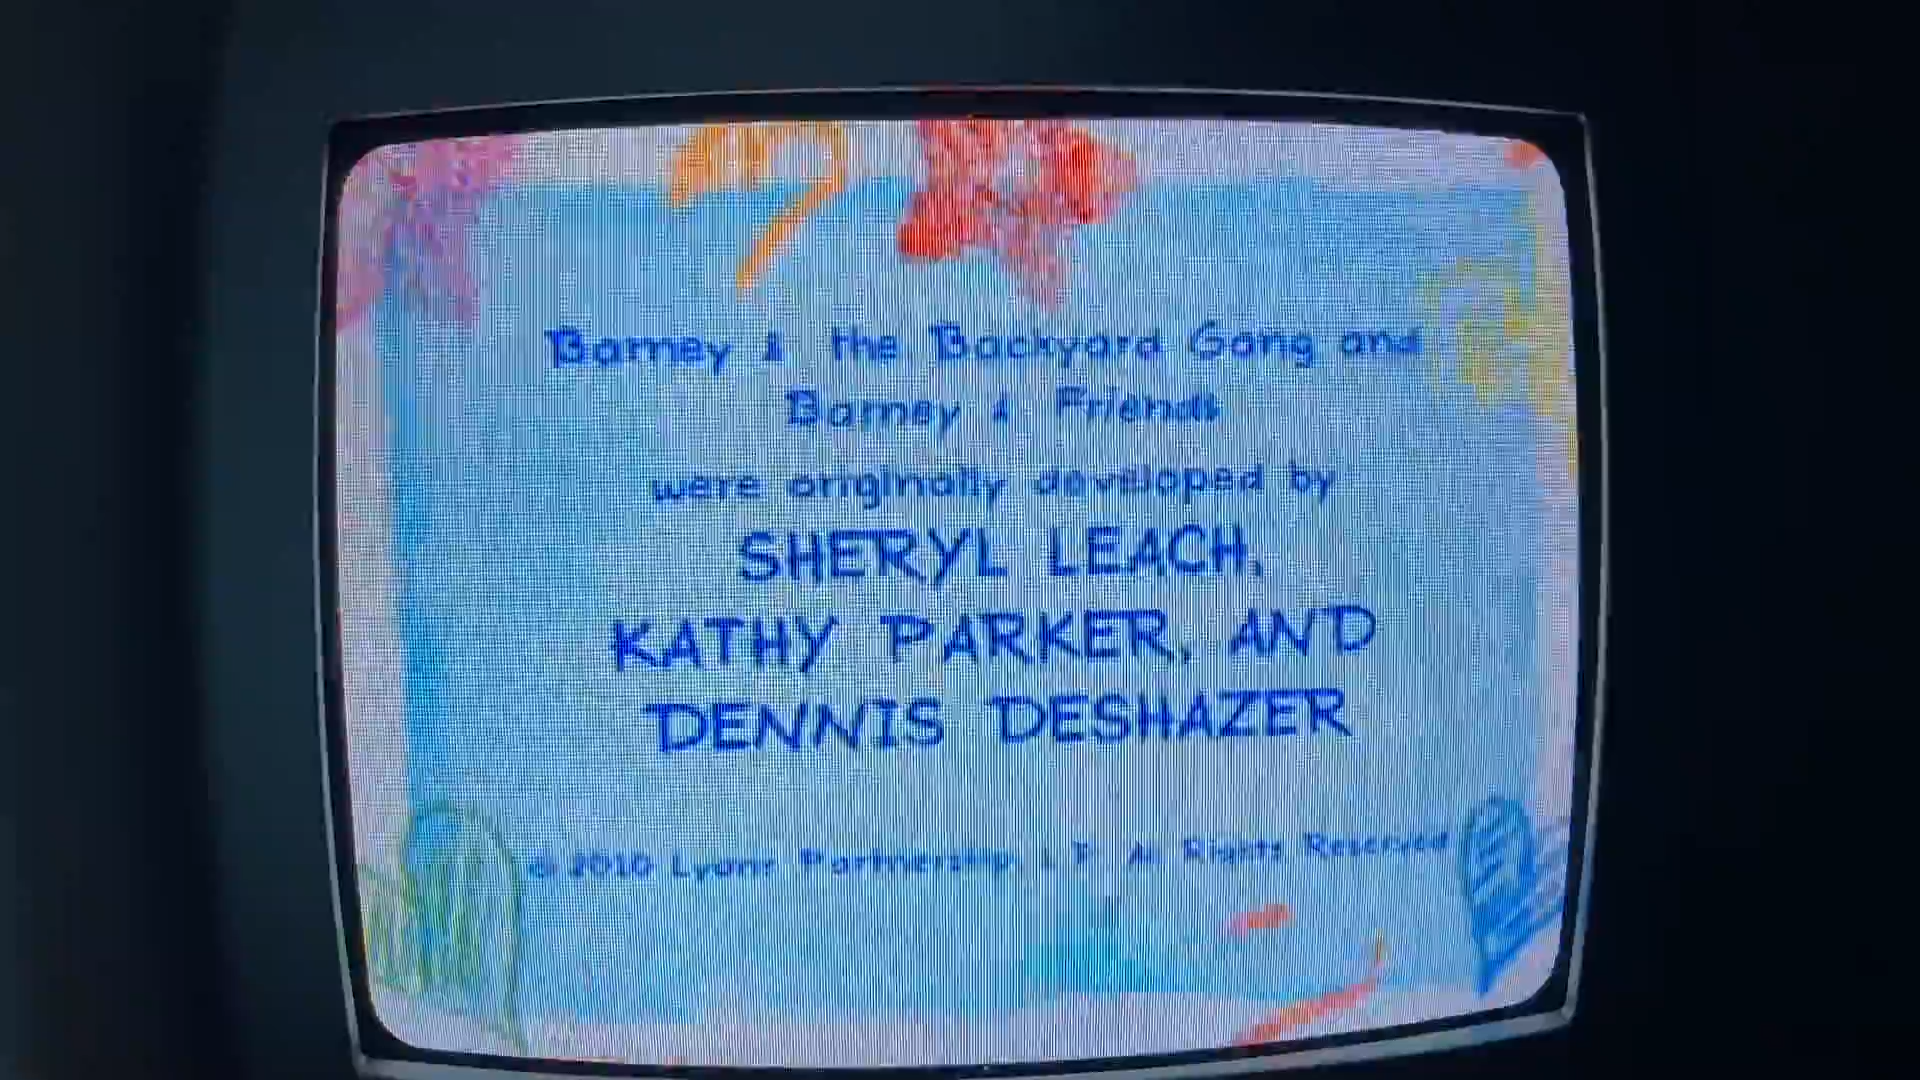 Barney & the Backyard Gang and
Barney & Friends
were originally developed by
SHERYL LEACH,
KATHY PARKER, AND
DENNIS DESHAZER
© 2010 Lyons Partnership, L.P. All Rights Reserved